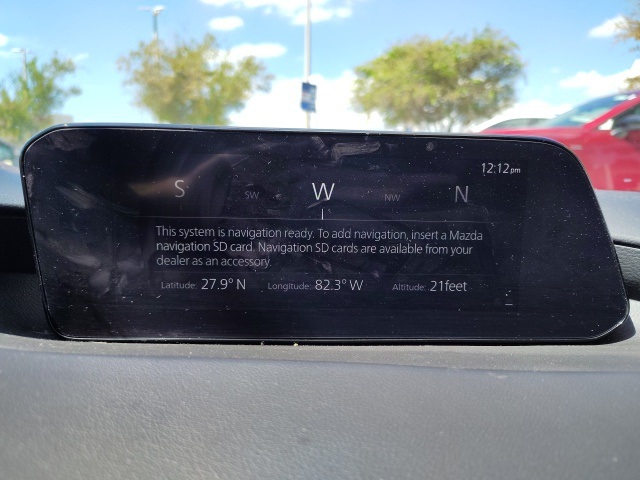 12:12pm
S SW W NW N
This system is navigation ready. To add navigation, insert a Mazda
navigation SD card. Navigation SD cards are available from your
dealer as an accessory.
Latitude: 27.9° N Longitude: 82.3° W Altitude: 21feet